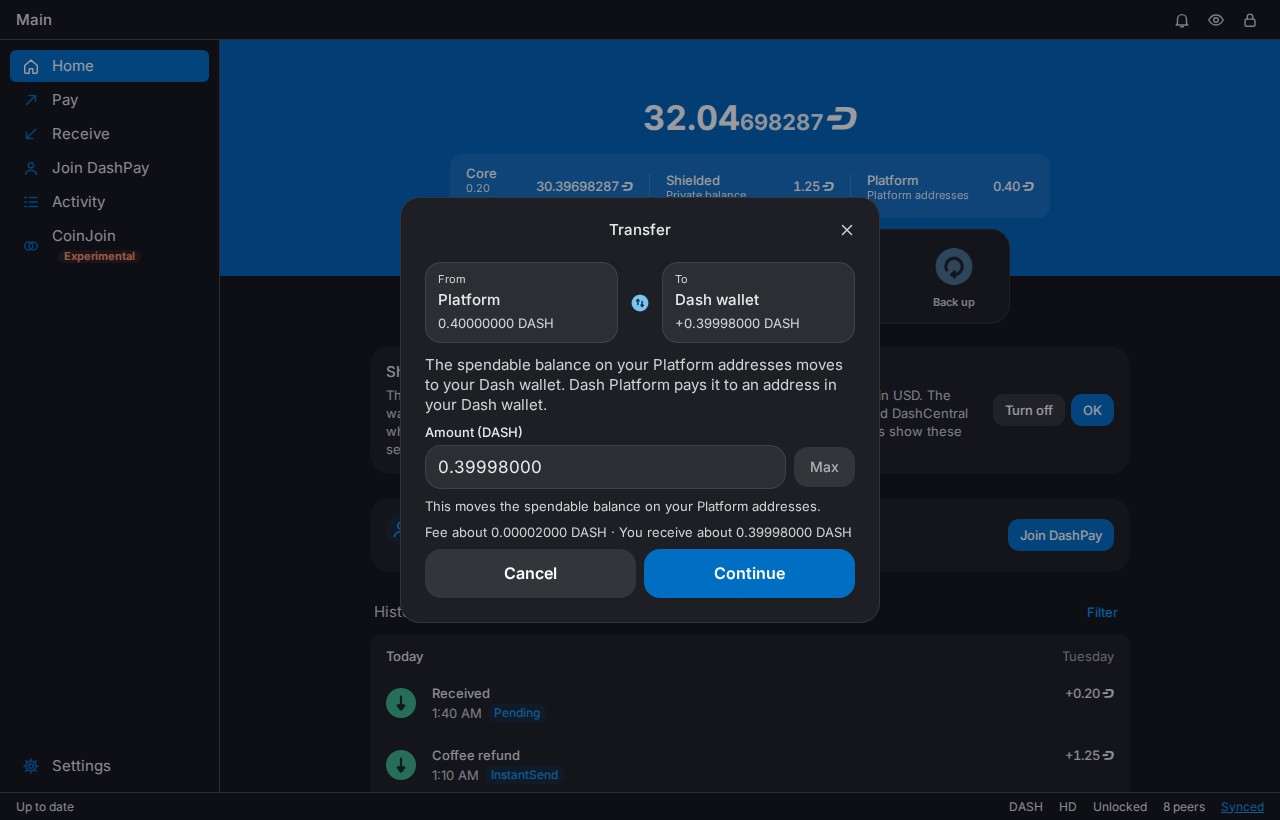 Main
Home
Pay
Receive
Join DashPay
Activity
CoinJoin
Experimental
Settings
32.04698287
Core
0.20
30.39698287
Shielded
Private balance
1.25
Platform
Platform addresses
0.40
Back up
Transfer
From
Platform
0.40000000 DASH
To
Dash wallet
+0.39998000 DASH
The spendable balance on your Platform addresses moves
to your Dash wallet. Dash Platform pays it to an address in
your Dash wallet.
Amount (DASH)
0.39998000
Max
This moves the spendable balance on your Platform addresses.
Fee about 0.00002000 DASH · You receive about 0.39998000 DASH
Cancel
Continue
in USD. The
DashCentral
show these
Turn off
OK
Join DashPay
Filter
Today
Tuesday
Received
+0.20
1:40 AM
Pending
Coffee refund
+1.25
1:10 AM
InstantSend
Up to date
DASH
HD
Unlocked
8 peers
Synced